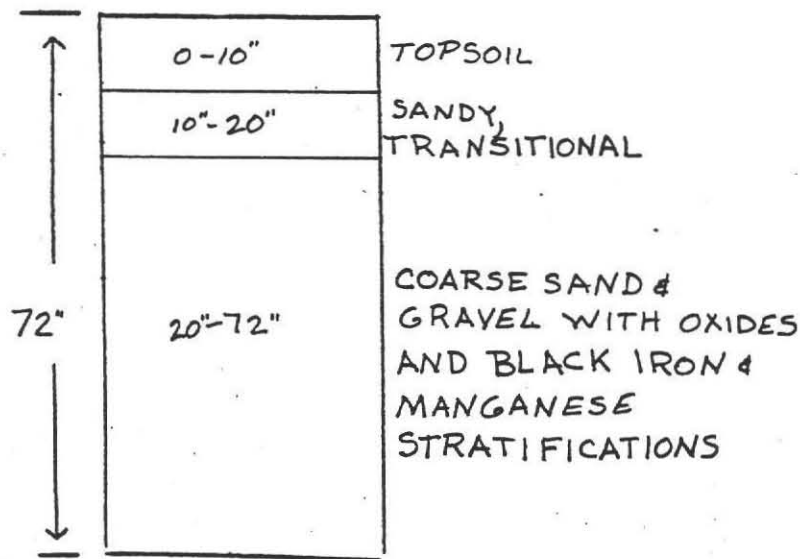 0-10" TOPSOIL
10"-20" SANDY,
TRANSITIONAL
72" 20"-72" COARSE SAND &
GRAVEL WITH OXIDES
AND BLACK IRON &
MANGANESE
STRATIFICATIONS